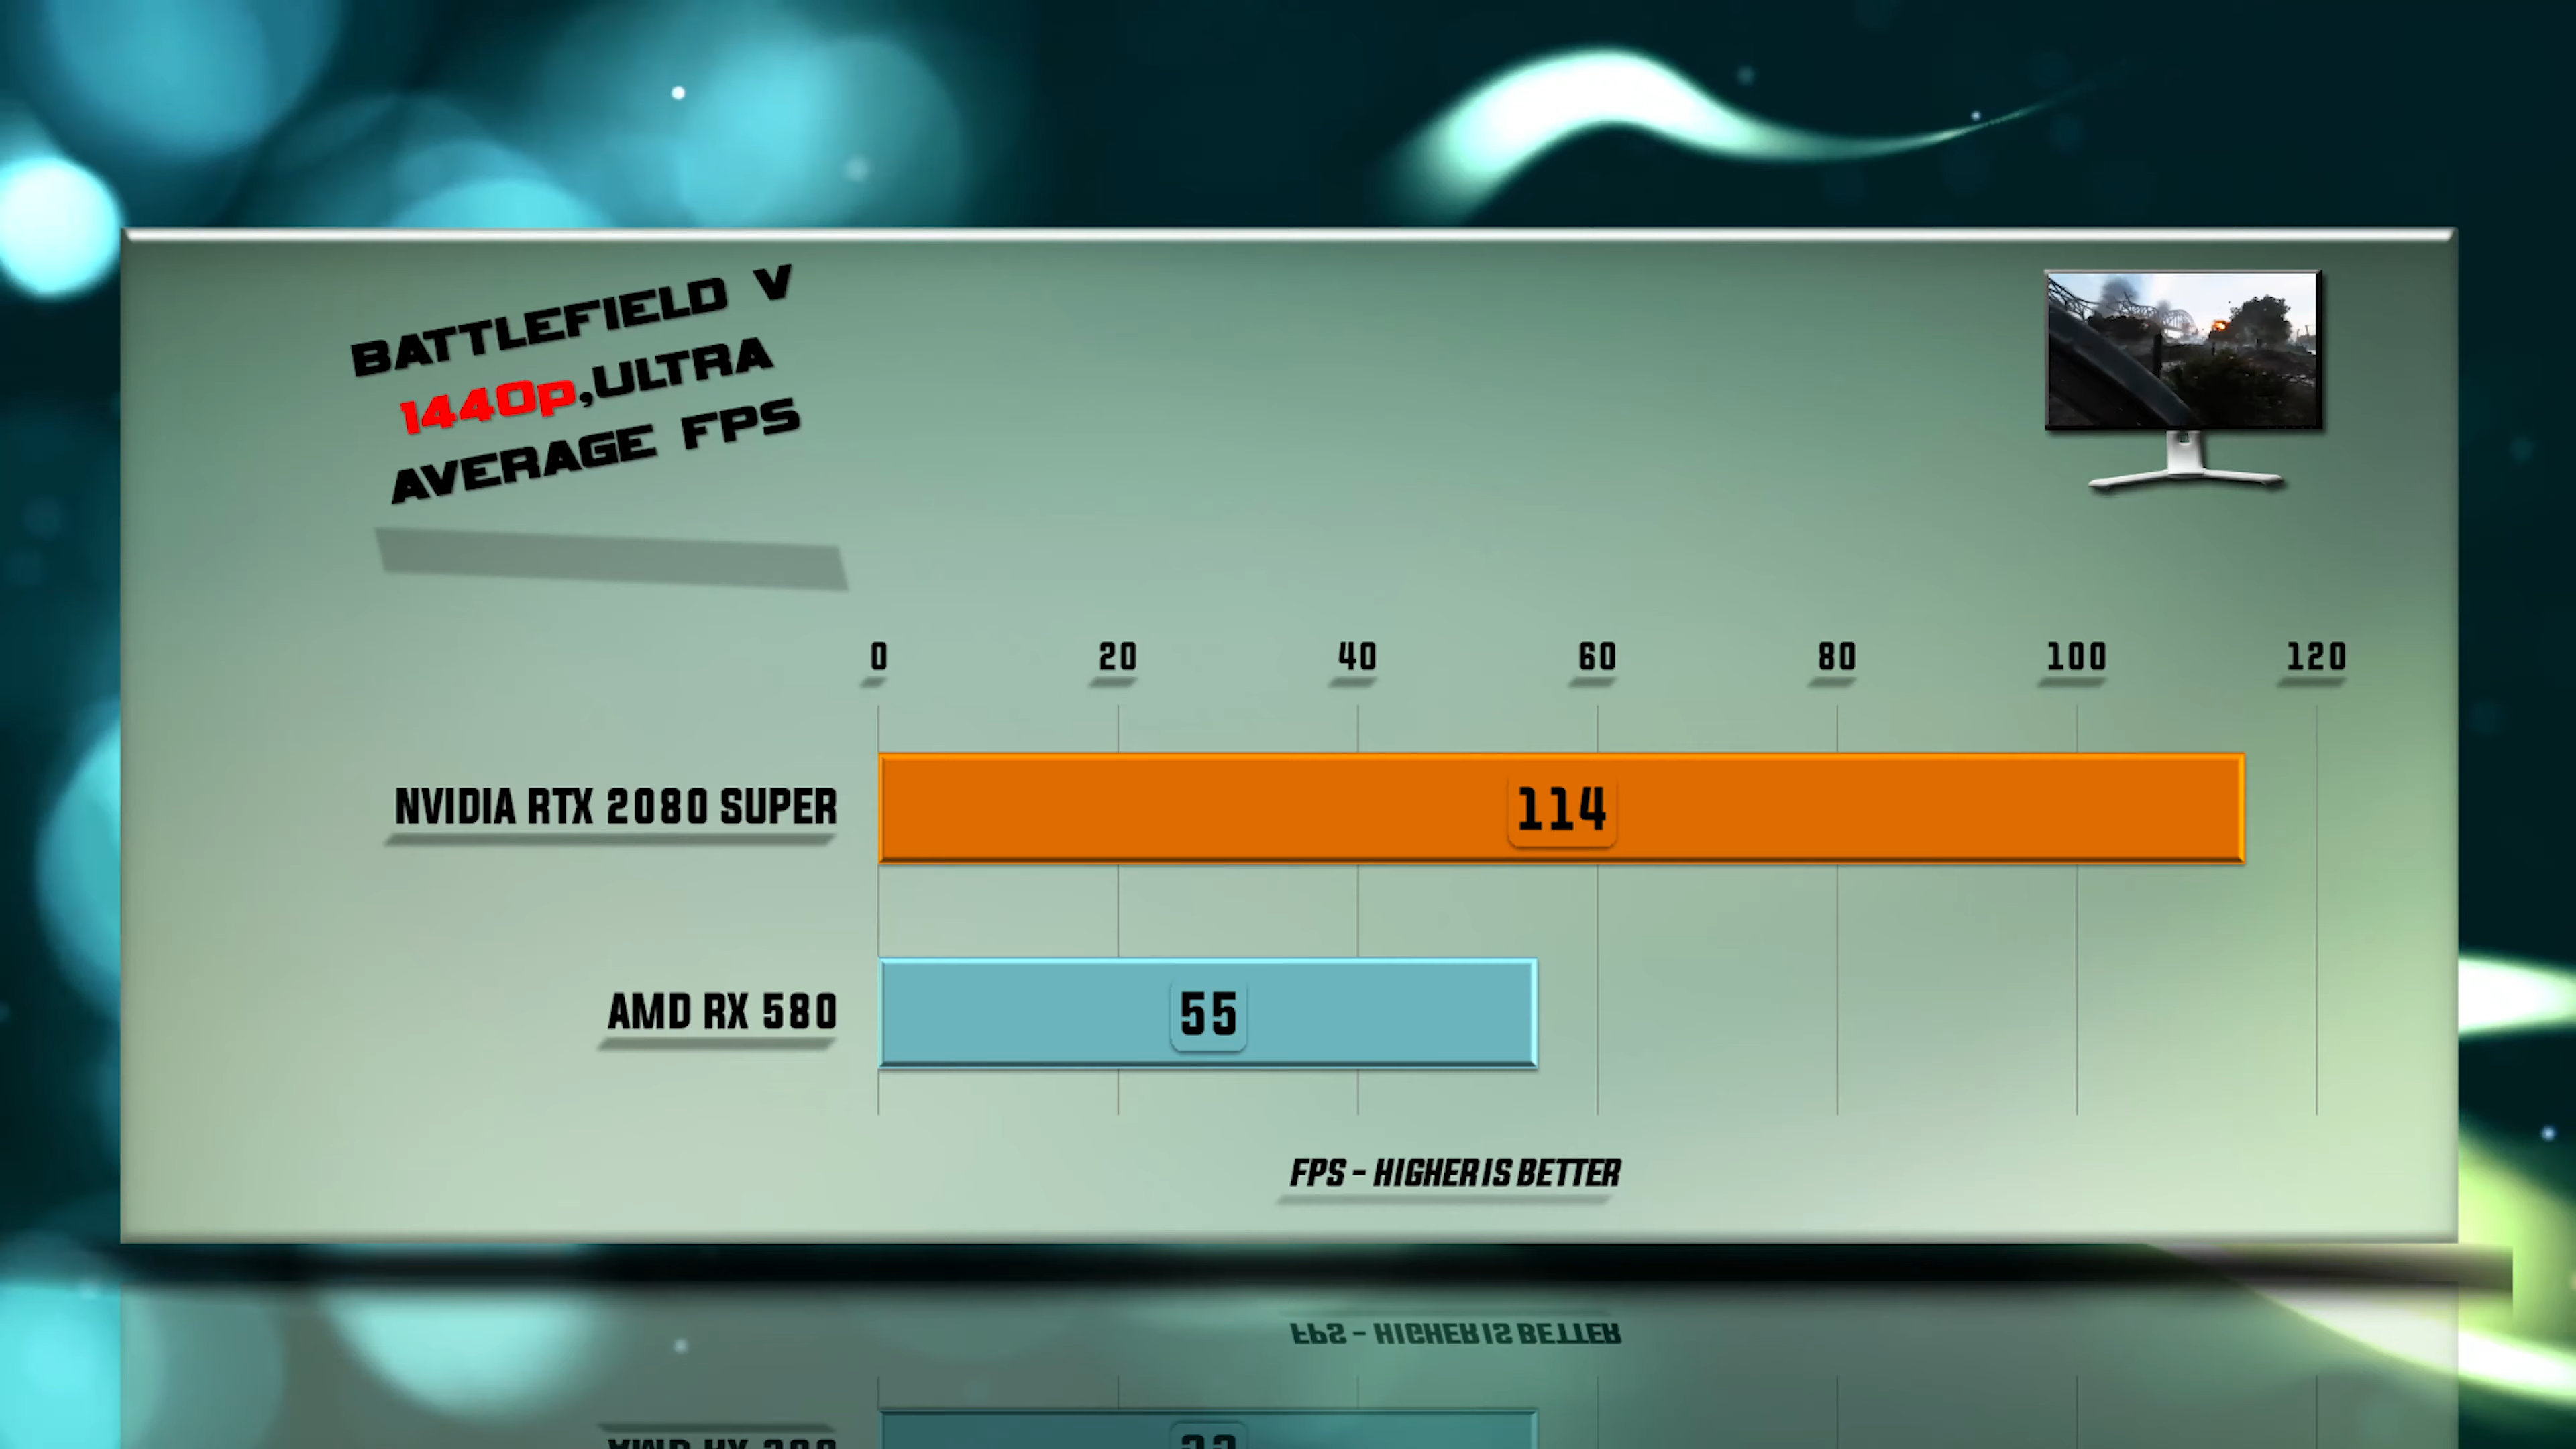 BATTLEFIELD V
1440p,ULTRA
AVERAGE FPS
0 20 40 60 80 100 120
NVIDIA RTX 2080 SUPER 114
AMD RX 580 55
FPS - HIGHER IS BETTER